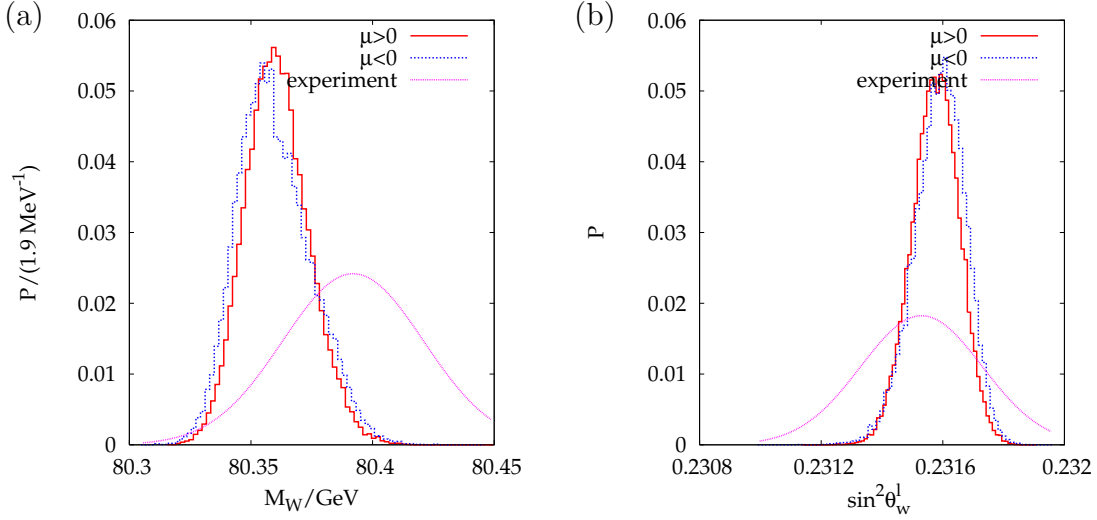 (a)
0.06
0.05
0.04
0.03
0.02
0.01
0
P/(1.9 MeV⁻¹)
μ>0
μ<0
experiment
80.3
80.35
80.4
80.45
M_W/GeV
(b)
0.06
0.05
0.04
0.03
0.02
0.01
0
P
μ>0
μ<0
experiment
0.2308
0.2312
0.2316
0.232
sin²θ_w^l